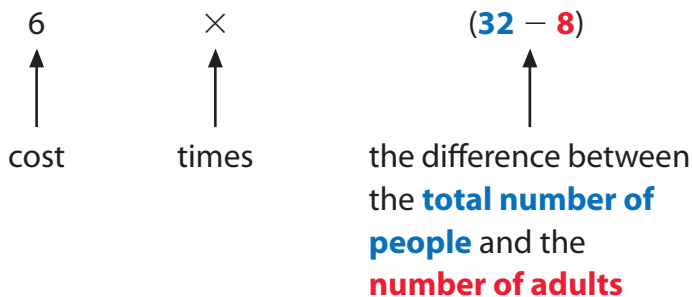 6 × (32 − 8)
cost times the difference between
the total number of
people and the
number of adults